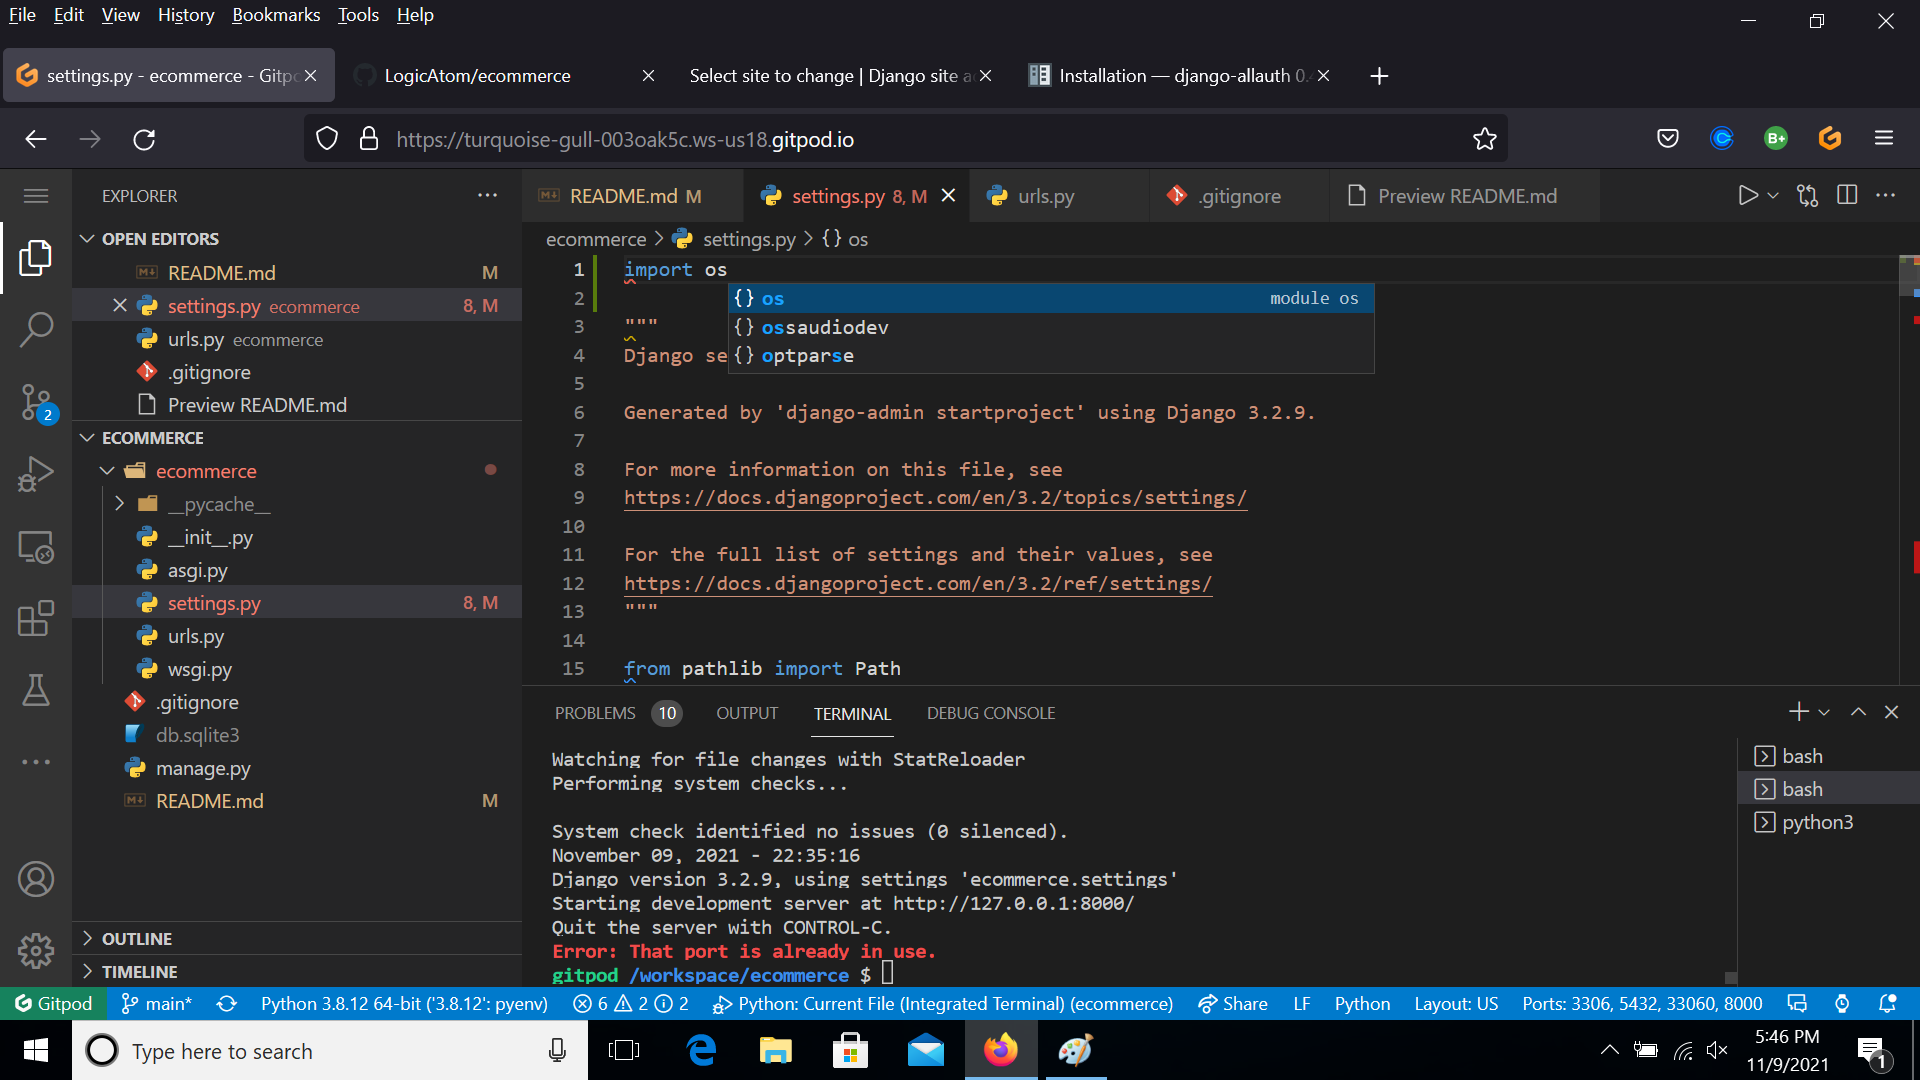 File Edit View History Bookmarks Tools Help
settings.py - ecommerce - Gitp
LogicAtom/ecommerce
Select site to change | Django site a
Installation — django-allauth 0.
https://turquoise-gull-003oak5c.ws-us18.gitpod.io
EXPLORER
OPEN EDITORS
README.md M
settings.py ecommerce 8, M
urls.py ecommerce
.gitignore
Preview README.md
ECOMMERCE
ecommerce
__pycache__
__init__.py
asgi.py
settings.py 8, M
urls.py
wsgi.py
.gitignore
db.sqlite3
manage.py
README.md M
OUTLINE
TIMELINE
2
README.md M
settings.py 8, M
urls.py
.gitignore
Preview README.md
ecommerce > settings.py > {} os
1 import os
2
3 """
4 Django se
5
6 Generated by 'django-admin startproject' using Django 3.2.9.
7
8 For more information on this file, see
9 https://docs.djangoproject.com/en/3.2/topics/settings/
10
11 For the full list of settings and their values, see
12 https://docs.djangoproject.com/en/3.2/ref/settings/
13 """
14
15 from pathlib import Path
{} os module os
{} ossaudiodev
{} optparse
PROBLEMS 10 OUTPUT TERMINAL DEBUG CONSOLE
Watching for file changes with StatReloader
Performing system checks...
System check identified no issues (0 silenced).
November 09, 2021 - 22:35:16
Django version 3.2.9, using settings 'ecommerce.settings'
Starting development server at http://127.0.0.1:8000/
Quit the server with CONTROL-C.
Error: That port is already in use.
gitpod /workspace/ecommerce $
bash
bash
python3
Gitpod main* Python 3.8.12 64-bit ('3.8.12': pyenv) 6 2 2 Python: Current File (Integrated Terminal) (ecommerce) Share LF Python Layout: US Ports: 3306, 5432, 33060, 8000
Type here to search
5:46 PM
11/9/2021
1
B+